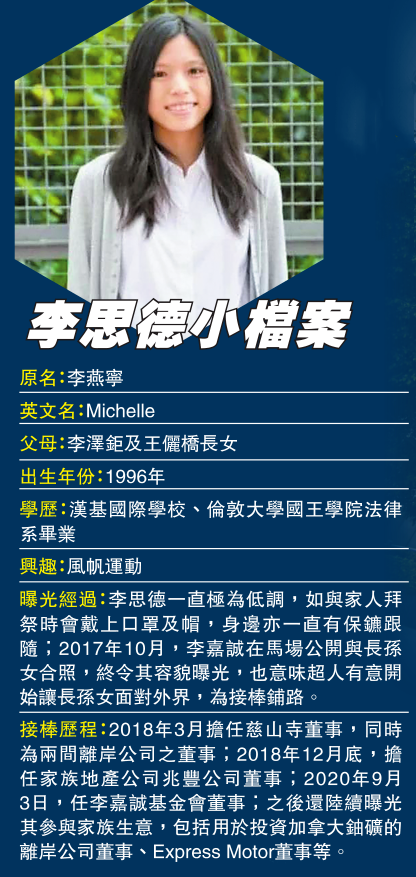 李思德小檔案
原名：李燕寧
英文名：Michelle
父母：李澤鉅及王儷橋長女
出生年份：1996年
學歷：漢基國際學校、倫敦大學國王學院法律
系畢業
興趣：風帆運動
曝光經過：李思德一直極為低調，如與家人拜
祭時會戴上口罩及帽，身邊亦一直有保鑣跟
隨；2017年10月，李嘉誠在馬場公開與長孫
女合照，終令其容貌曝光，也意味超人有意開
始讓長孫女面對外界，為接棒鋪路。
接棒歷程：2018年3月擔任慈山寺董事，同時
為兩間離岸公司之董事；2018年12月底，擔
任家族地產公司兆豐公司董事；2020年9月
3日，任李嘉誠基金會董事；之後還陸續曝光
其參與家族生意，包括用於投資加拿大鈾礦的
離岸公司董事、Express Motor董事等。